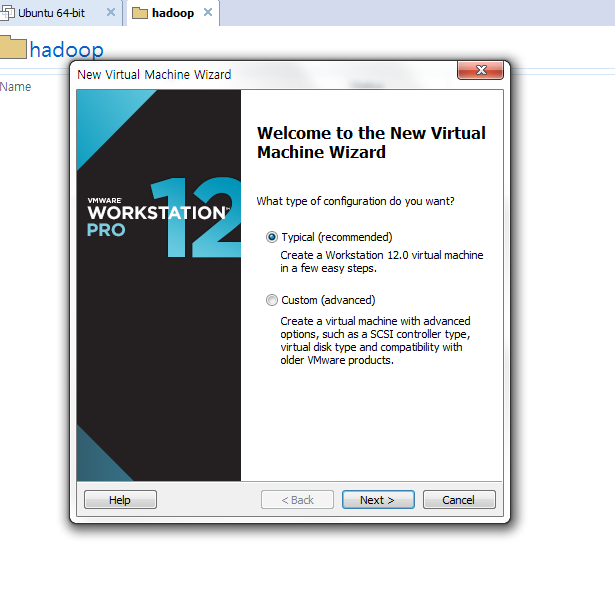 Ubuntu 64-bit
hadoop
hadoop
Name
New Virtual Machine Wizard
VMWARE
WORKSTATION™
PRO
12
Welcome to the New Virtual
Machine Wizard
What type of configuration do you want?
Typical (recommended)
Create a Workstation 12.0 virtual machine
in a few easy steps.
Custom (advanced)
Create a virtual machine with advanced
options, such as a SCSI controller type,
virtual disk type and compatibility with
older VMware products.
Help
< Back
Next >
Cancel